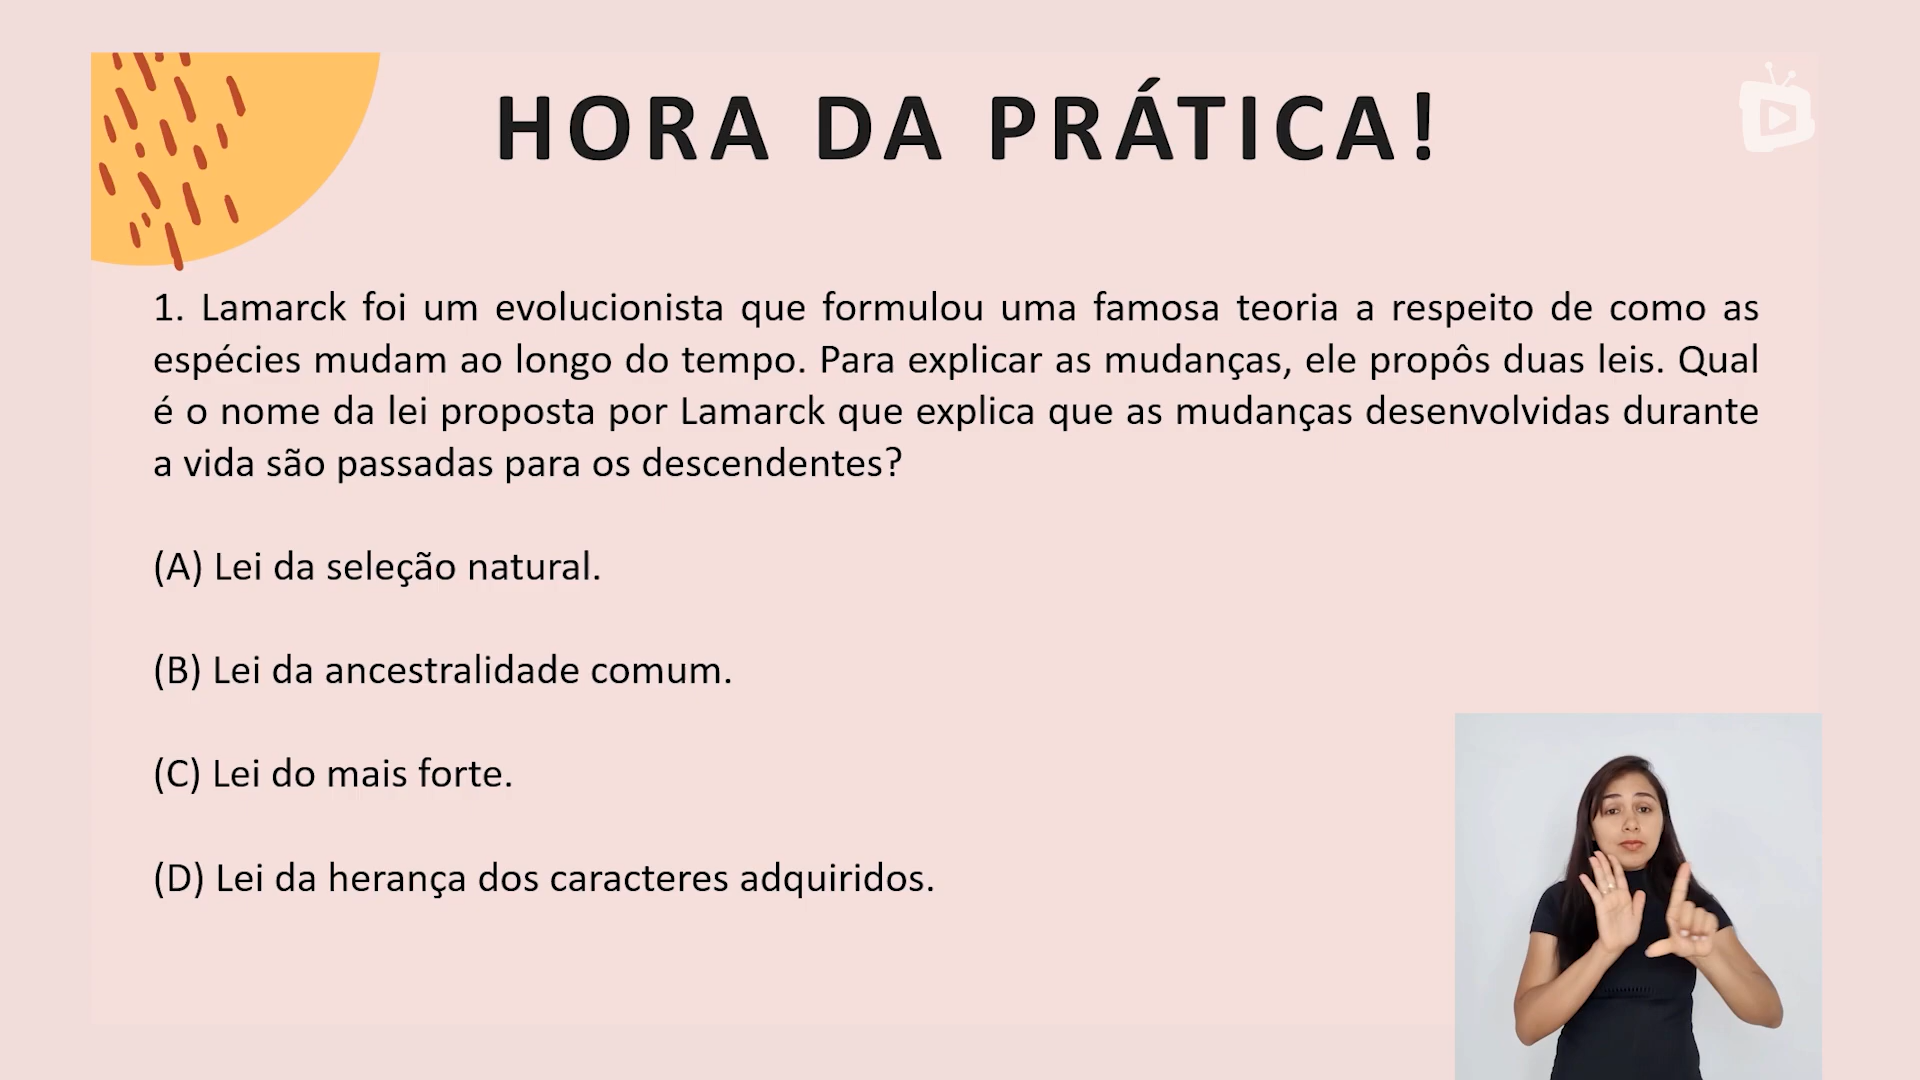 HORA DA PRÁTICA!
1. Lamarck foi um evolucionista que formulou uma famosa teoria a respeito de como as
espécies mudam ao longo do tempo. Para explicar as mudanças, ele propôs duas leis. Qual
é o nome da lei proposta por Lamarck que explica que as mudanças desenvolvidas durante
a vida são passadas para os descendentes?
(A) Lei da seleção natural.
(B) Lei da ancestralidade comum.
(C) Lei do mais forte.
(D) Lei da herança dos caracteres adquiridos.